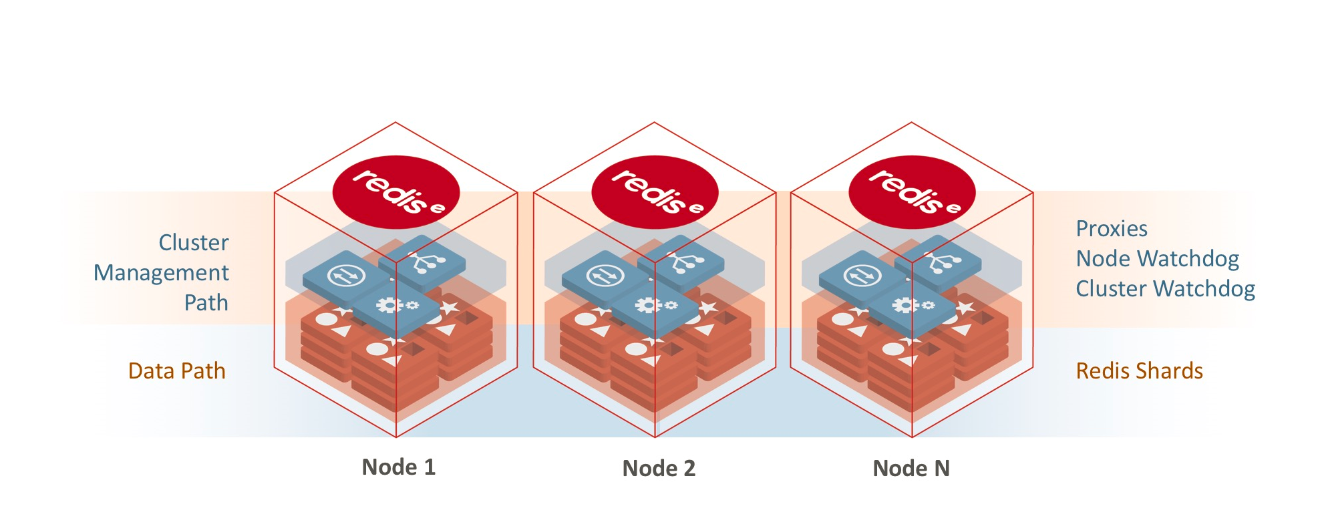 redis e
redis e
redis e
Cluster
Management
Path
Proxies
Node Watchdog
Cluster Watchdog
Data Path
Redis Shards
Node 1
Node 2
Node N